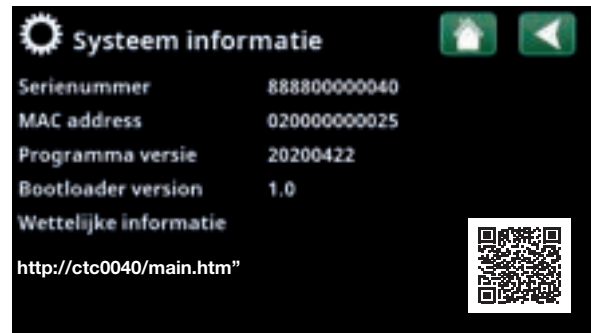 Systeem informatie
Serienummer 888800000040
MAC address 020000000025
Programma versie 20200422
Bootloader version 1.0
Wettelijke informatie
http://ctc0040/main.htm”